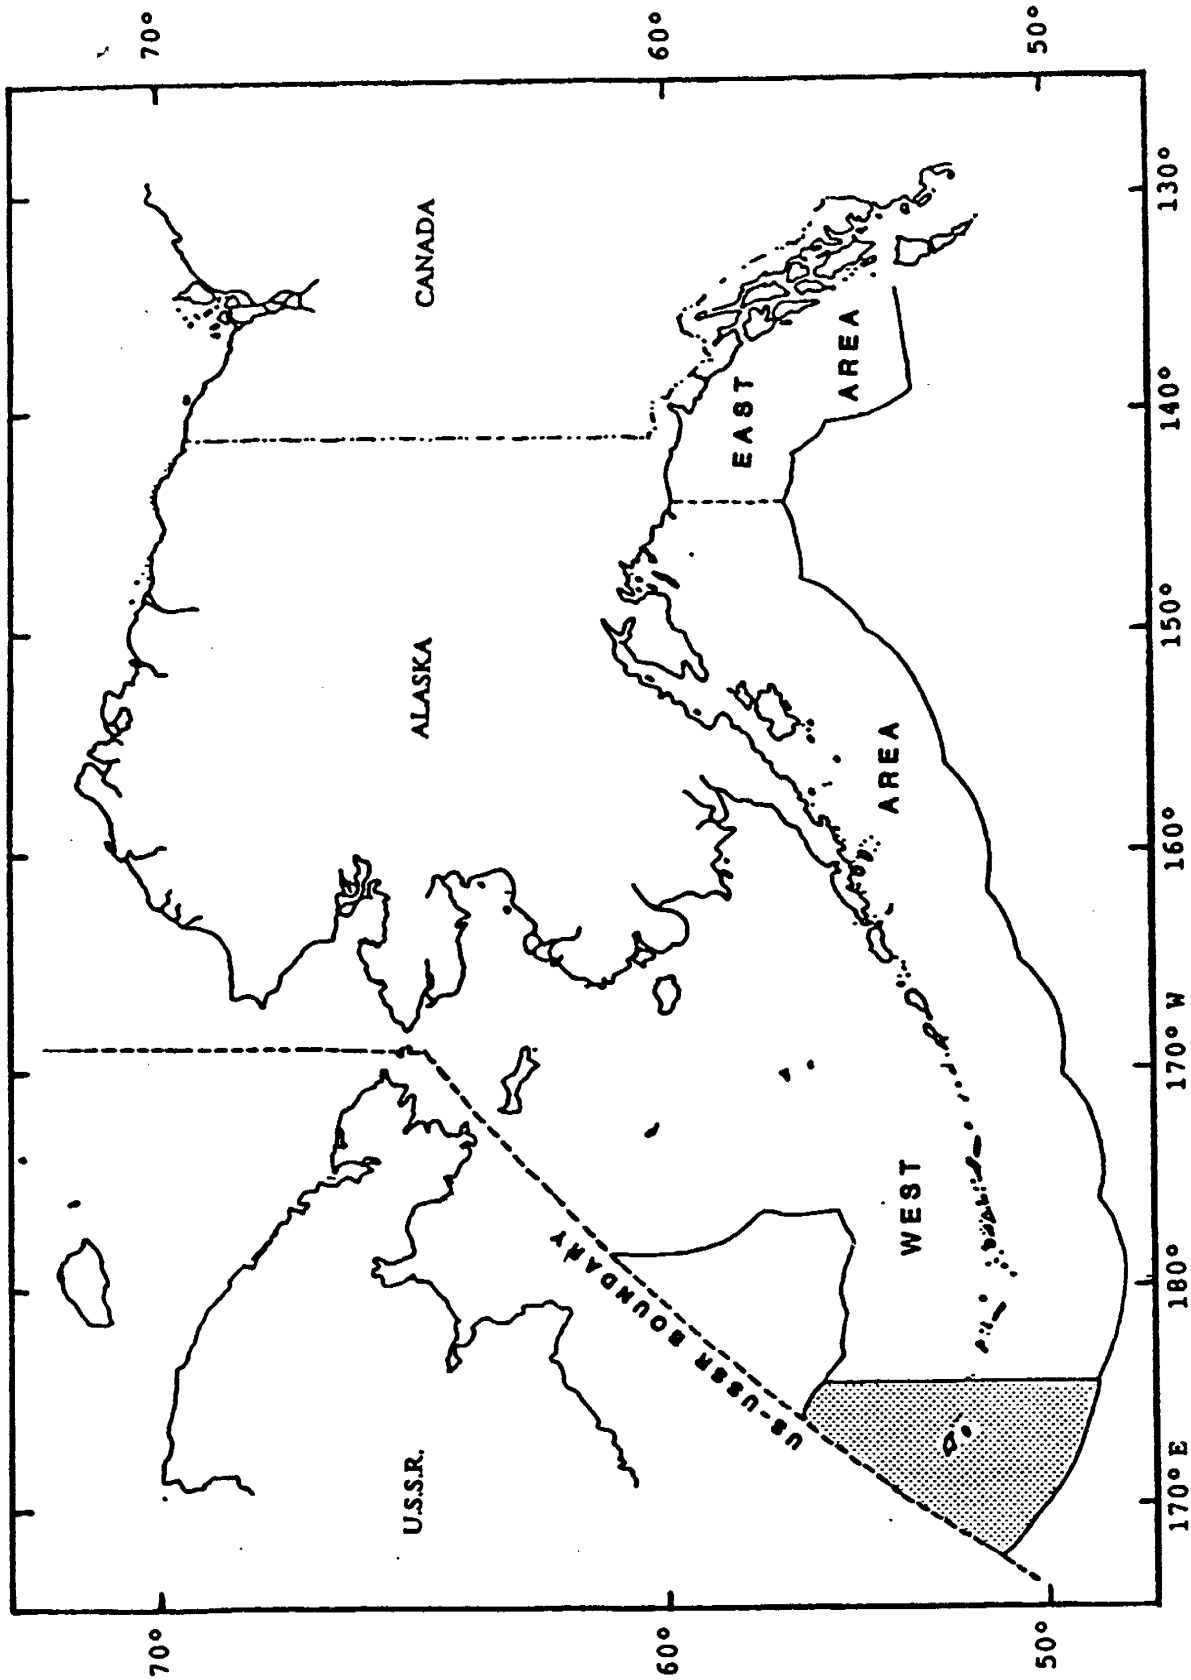 70°
60°
50°
CANADA
ALASKA
U.S.S.R.
EAST
AREA
WEST
AREA
US-USSR BOUNDARY
170° E
180°
170° W
160°
150°
140°
130°
70°
60°
50°